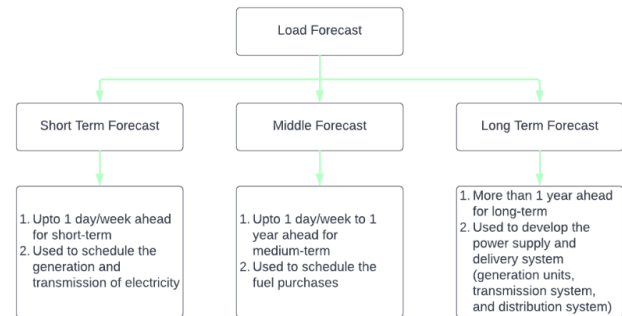 Load Forecast
Short Term Forecast
Middle Forecast
Long Term Forecast
1. Upto 1 day/week ahead
for short-term
2. Used to schedule the
generation and
transmission of electricity
1. Upto 1 day/week to 1
year ahead for
medium-term
2. Used to schedule the
fuel purchases
1. More than 1 year ahead
for long-term
2. Used to develop the
power supply and
delivery system
(generation units,
transmission system,
and distribution system)